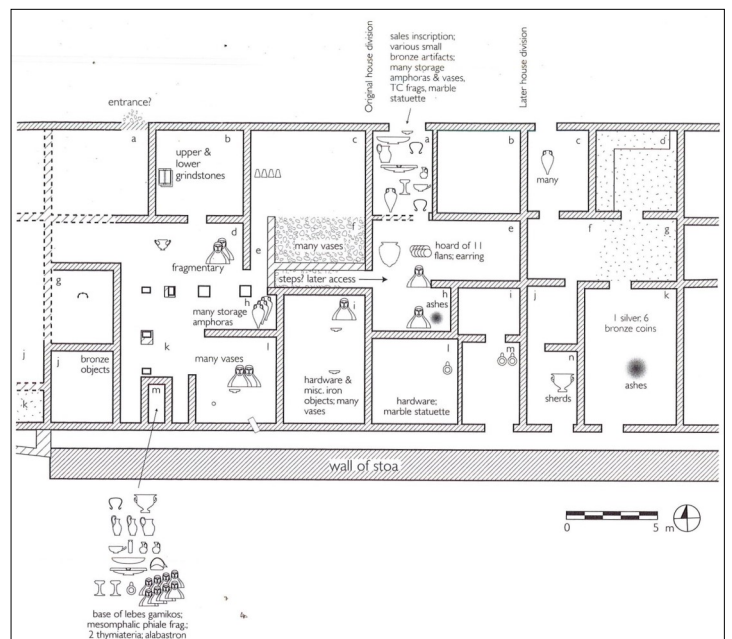 sales inscription;
various small
bronze artifacts;
many storage
amphoras & vases,
TC frags, marble
statuette
Original house division
Later house division
entrance?
a
b
c
a
b
c
d
upper &
lower
grindstones
many
d
e
f
many vases
e
f
g
fragmentary
hoard of 11
flans; earring
steps? later access
g
h
many storage
amphoras
i
h
ashes
i
j
k
1 silver; 6
bronze coins
j
j
bronze
objects
k
many vases
l
hardware &
misc. iron
objects; many
vases
l
hardware;
marble statuette
m
n
sherds
ashes
k
m
wall of stoa
0 5 m
base of lebes gamikos;
mesomphalic phiale frag.;
2 thymiateria; alabastron